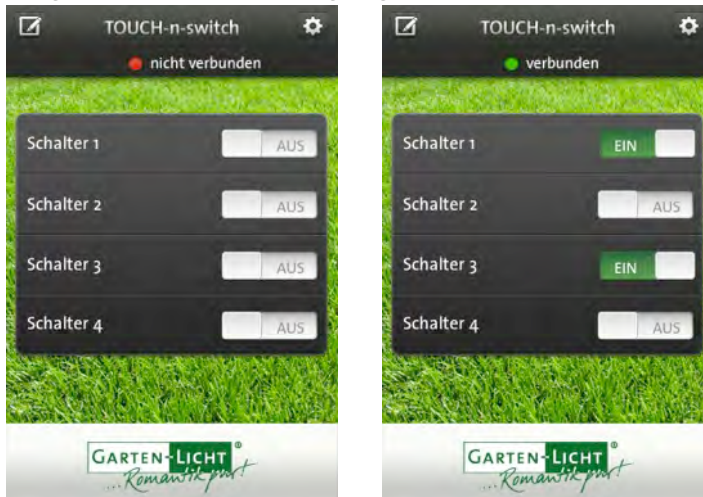 TOUCH-n-switch
nicht verbunden
Schalter 1
AUS
Schalter 2
AUS
Schalter 3
AUS
Schalter 4
AUS
GARTEN-LICHT®
...Romantik pur!
TOUCH-n-switch
verbunden
Schalter 1
EIN
Schalter 2
AUS
Schalter 3
EIN
Schalter 4
AUS
GARTEN-LICHT®
...Romantik pur!